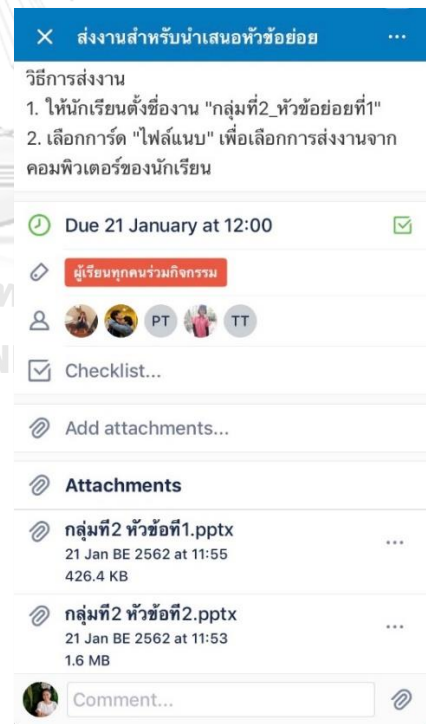 ส่งงานสำหรับนำเสนอหัวข้อย่อย
วิธีการส่งงาน
1. ให้นักเรียนตั้งชื่องาน "กลุ่มที่2_หัวข้อย่อยที่1"
2. เลือกการ์ด "ไฟล์แนบ" เพื่อเลือกการส่งงานจาก
คอมพิวเตอร์ของนักเรียน
Due 21 January at 12:00
ผู้เรียนทุกคนร่วมกิจกรรม
PT TT
Checklist...
Add attachments...
Attachments
กลุ่มที่2 หัวข้อที่1.pptx
21 Jan BE 2562 at 11:55
426.4 KB
กลุ่มที่2 หัวข้อที่2.pptx
21 Jan BE 2562 at 11:53
1.6 MB
Comment...